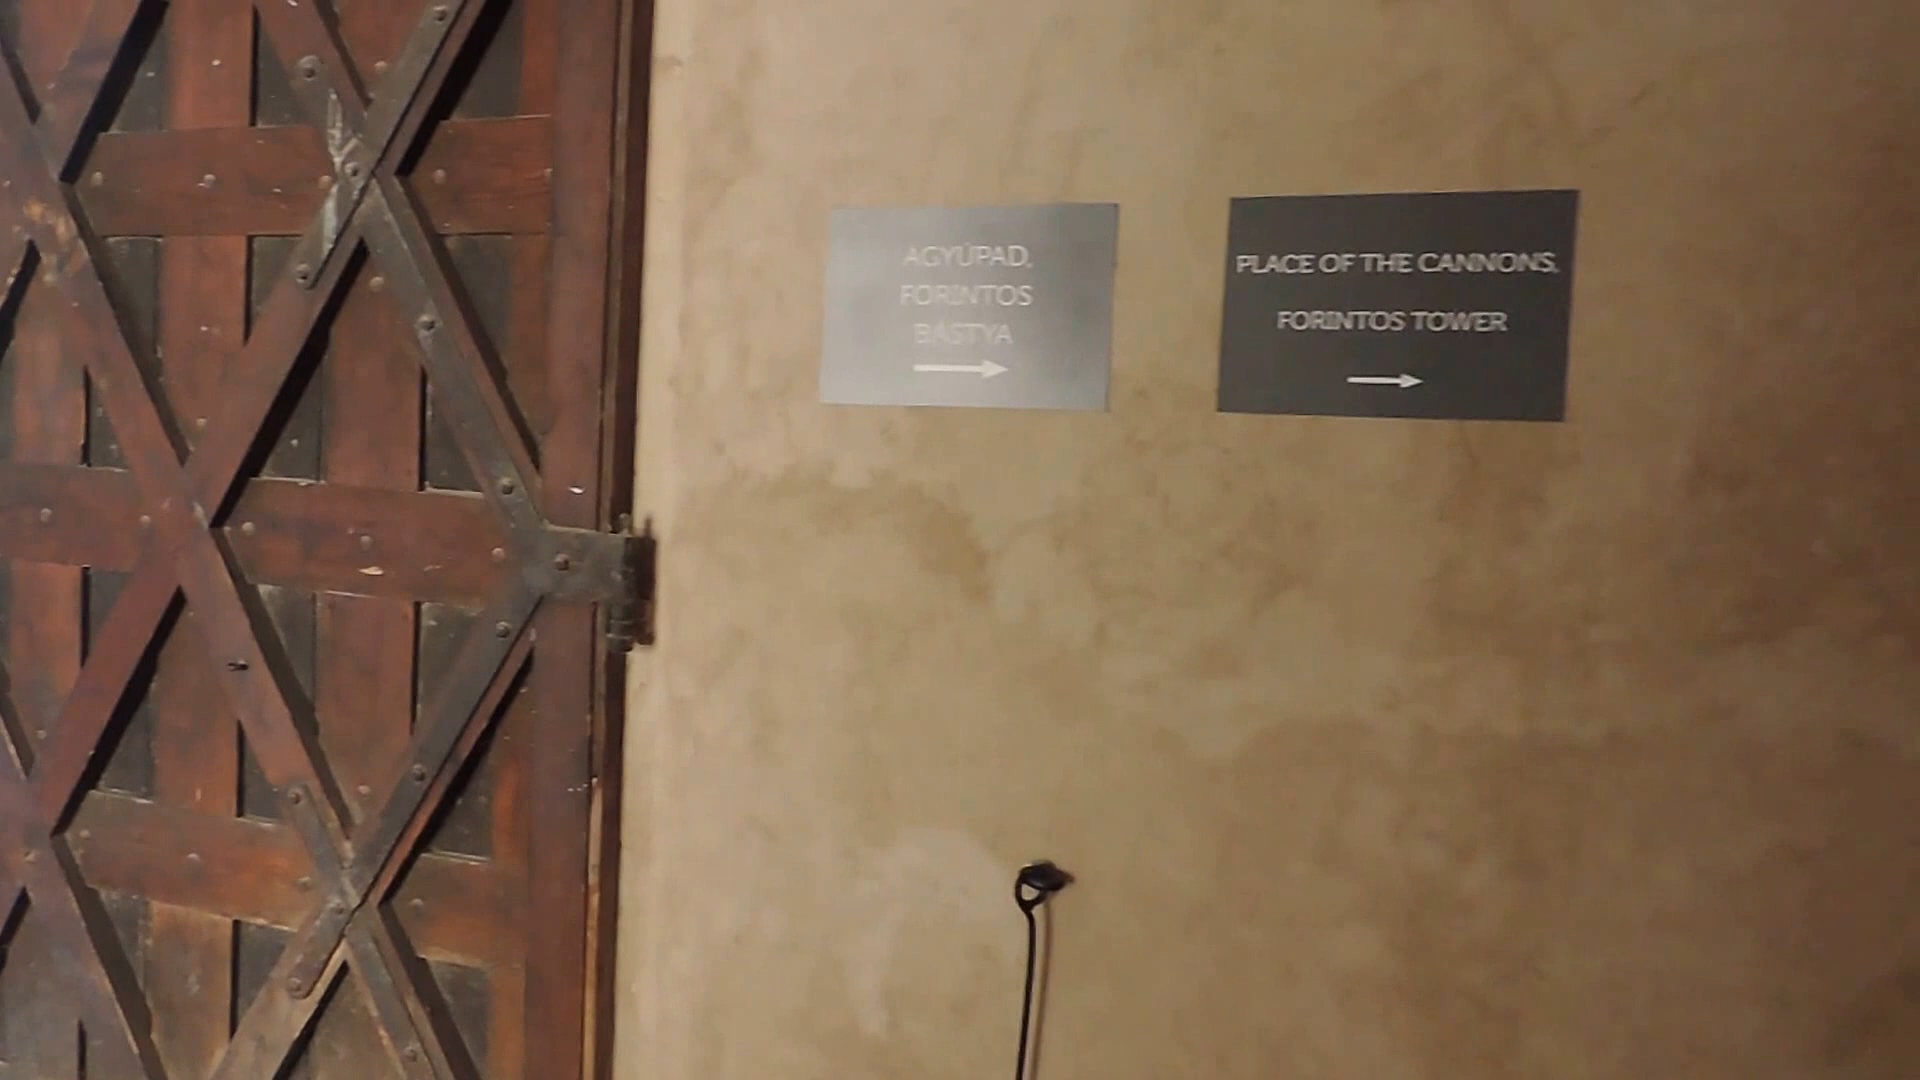 AGYÚPAD,
FORINTOS
BÁSTYA
PLACE OF THE CANNONS,
FORINTOS TOWER